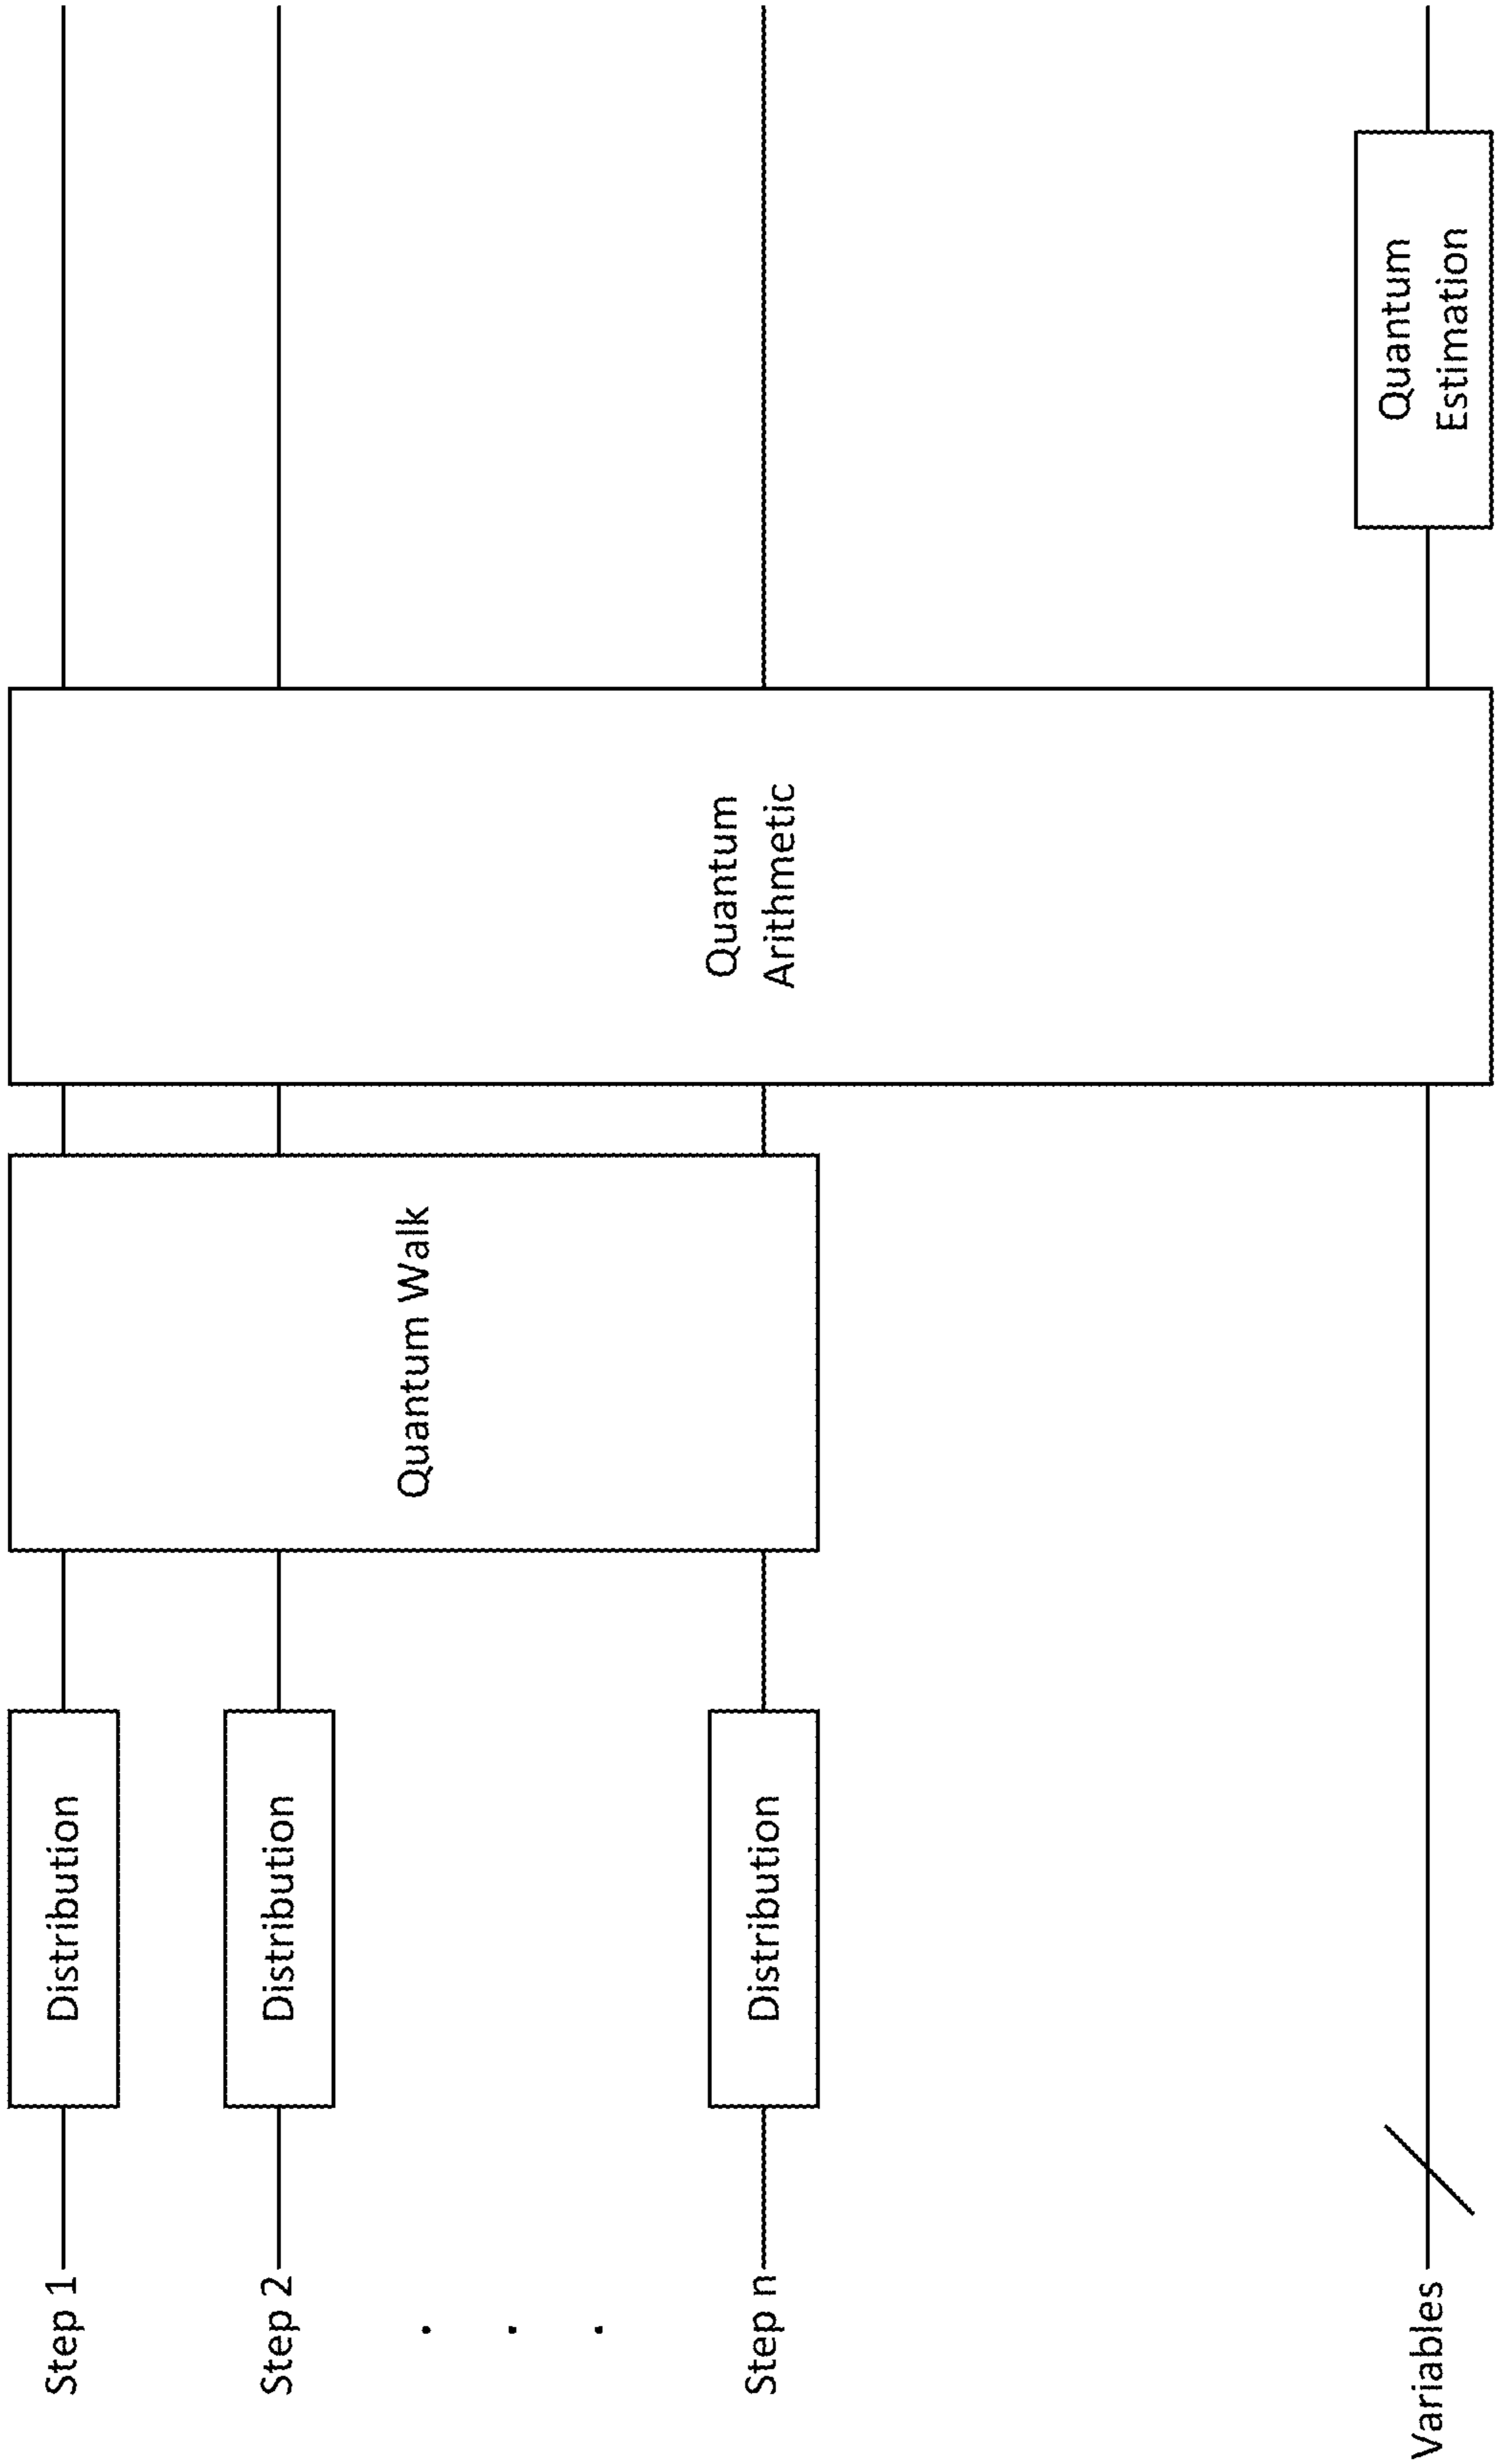 Step 1
Distribution
Step 2
Distribution
Step n
Distribution
Quantum Walk
Quantum
Arithmetic
Variables
Quantum
Estimation